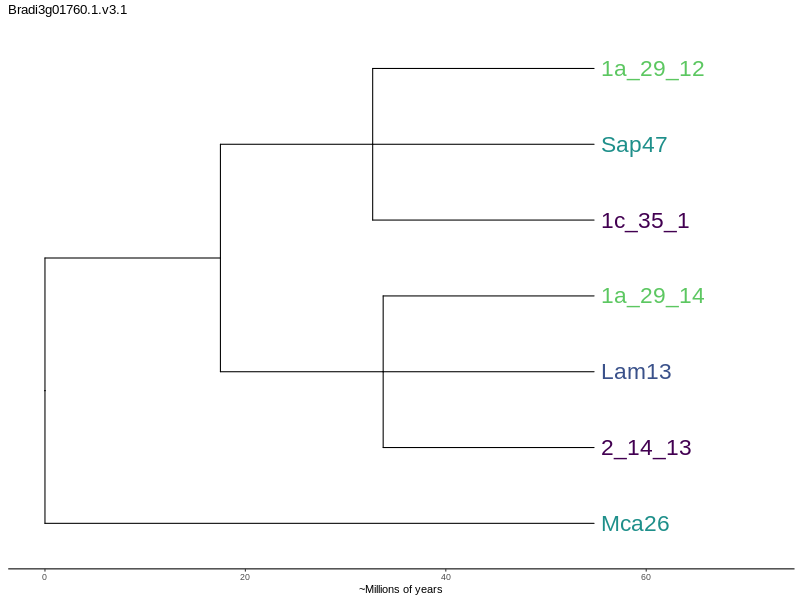 Bradi3g01760.1.v3.1
1a_29_12
Sap47
1c_35_1
1a_29_14
Lam13
2_14_13
Mca26
0 20 40 60
~Millions of years